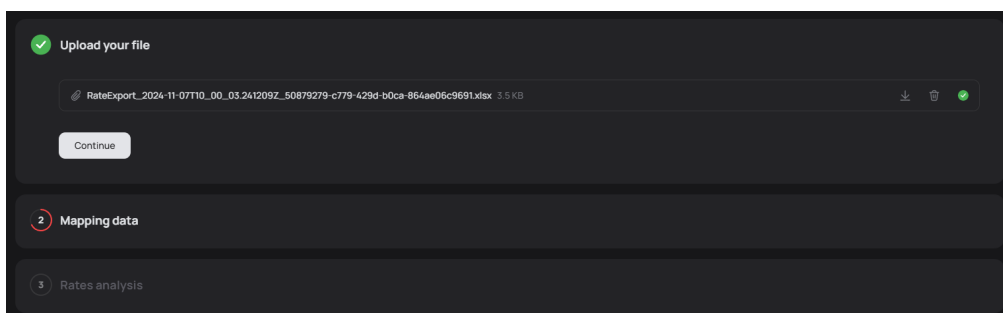 Upload your file
RateExport_2024-11-07T10_00_03.241209Z_50879279-c779-429d-b0ca-864ae06c9691.xlsx 3.5 KB
Continue
2 Mapping data
3 Rates analysis